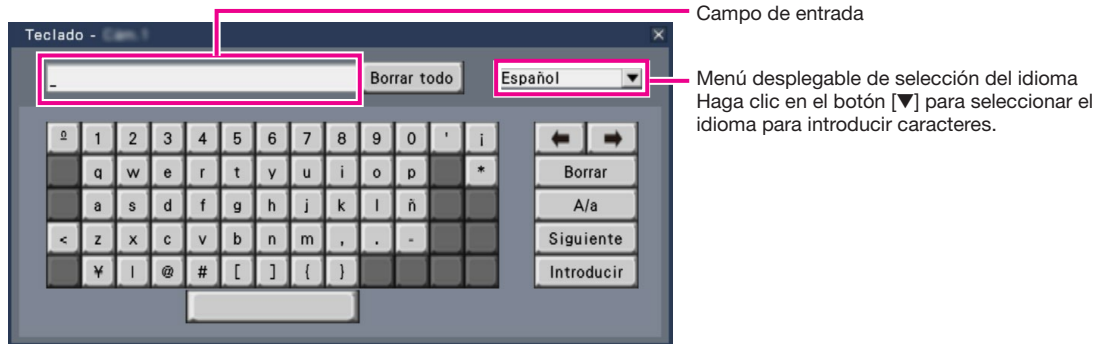 Campo de entrada
Teclado -
_
Borrar todo
Español ▼
Menú desplegable de selección del idioma
Haga clic en el botón [▼] para seleccionar el
idioma para introducir caracteres.
º 1 2 3 4 5 6 7 8 9 0 ' ¡
q w e r t y u i o p *
Borrar
a s d f g h j k l ñ
A/a
< z x c v b n m , . -
Siguiente
¥ | @ # [ ] { }
Introducir